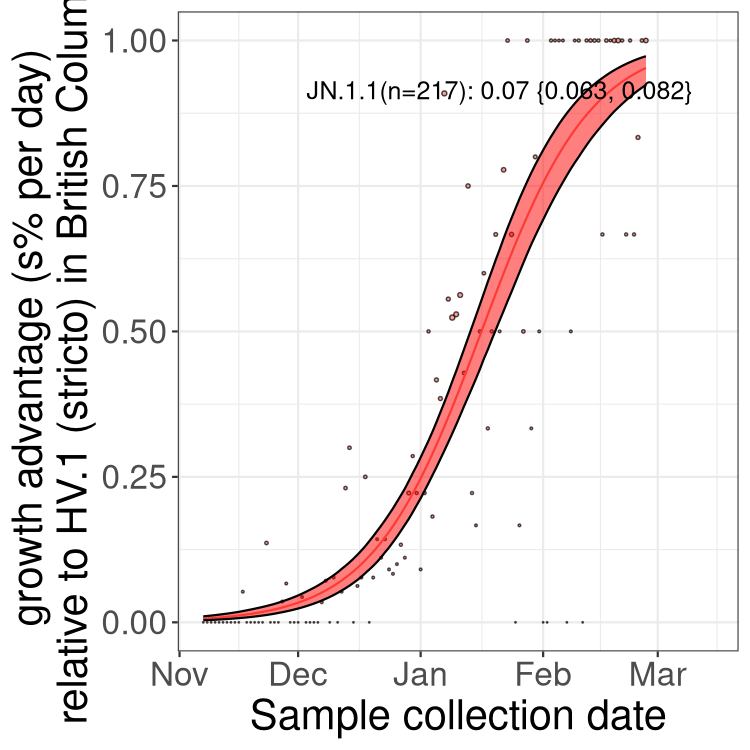 growth advantage (s% per day)
relative to HV.1 (stricto) in British Colum
1.00
0.75
0.50
0.25
0.00
JN.1.1(n=217): 0.07 {0.063, 0.082}
Nov Dec Jan Feb Mar
Sample collection date